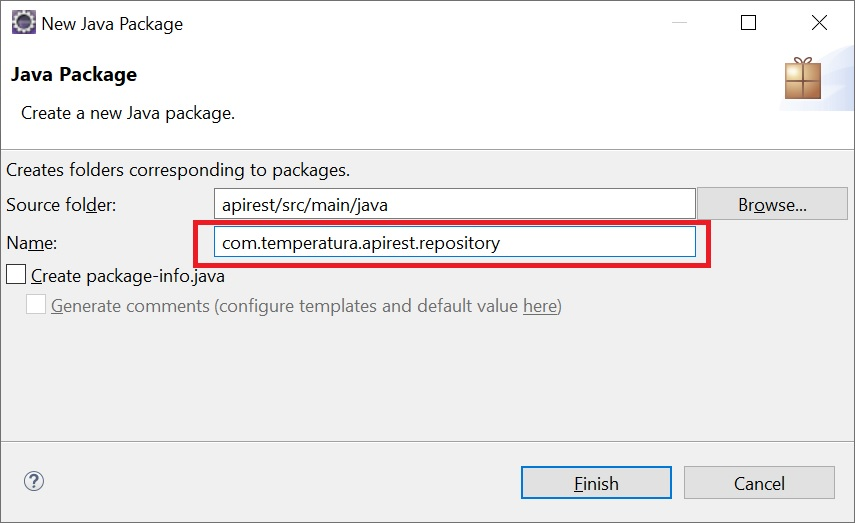 New Java Package
Java Package
Create a new Java package.
Creates folders corresponding to packages.
Source folder: apirest/src/main/java Browse...
Name: com.temperatura.apirest.repository
Create package-info.java
Generate comments (configure templates and default value here)
? Finish Cancel